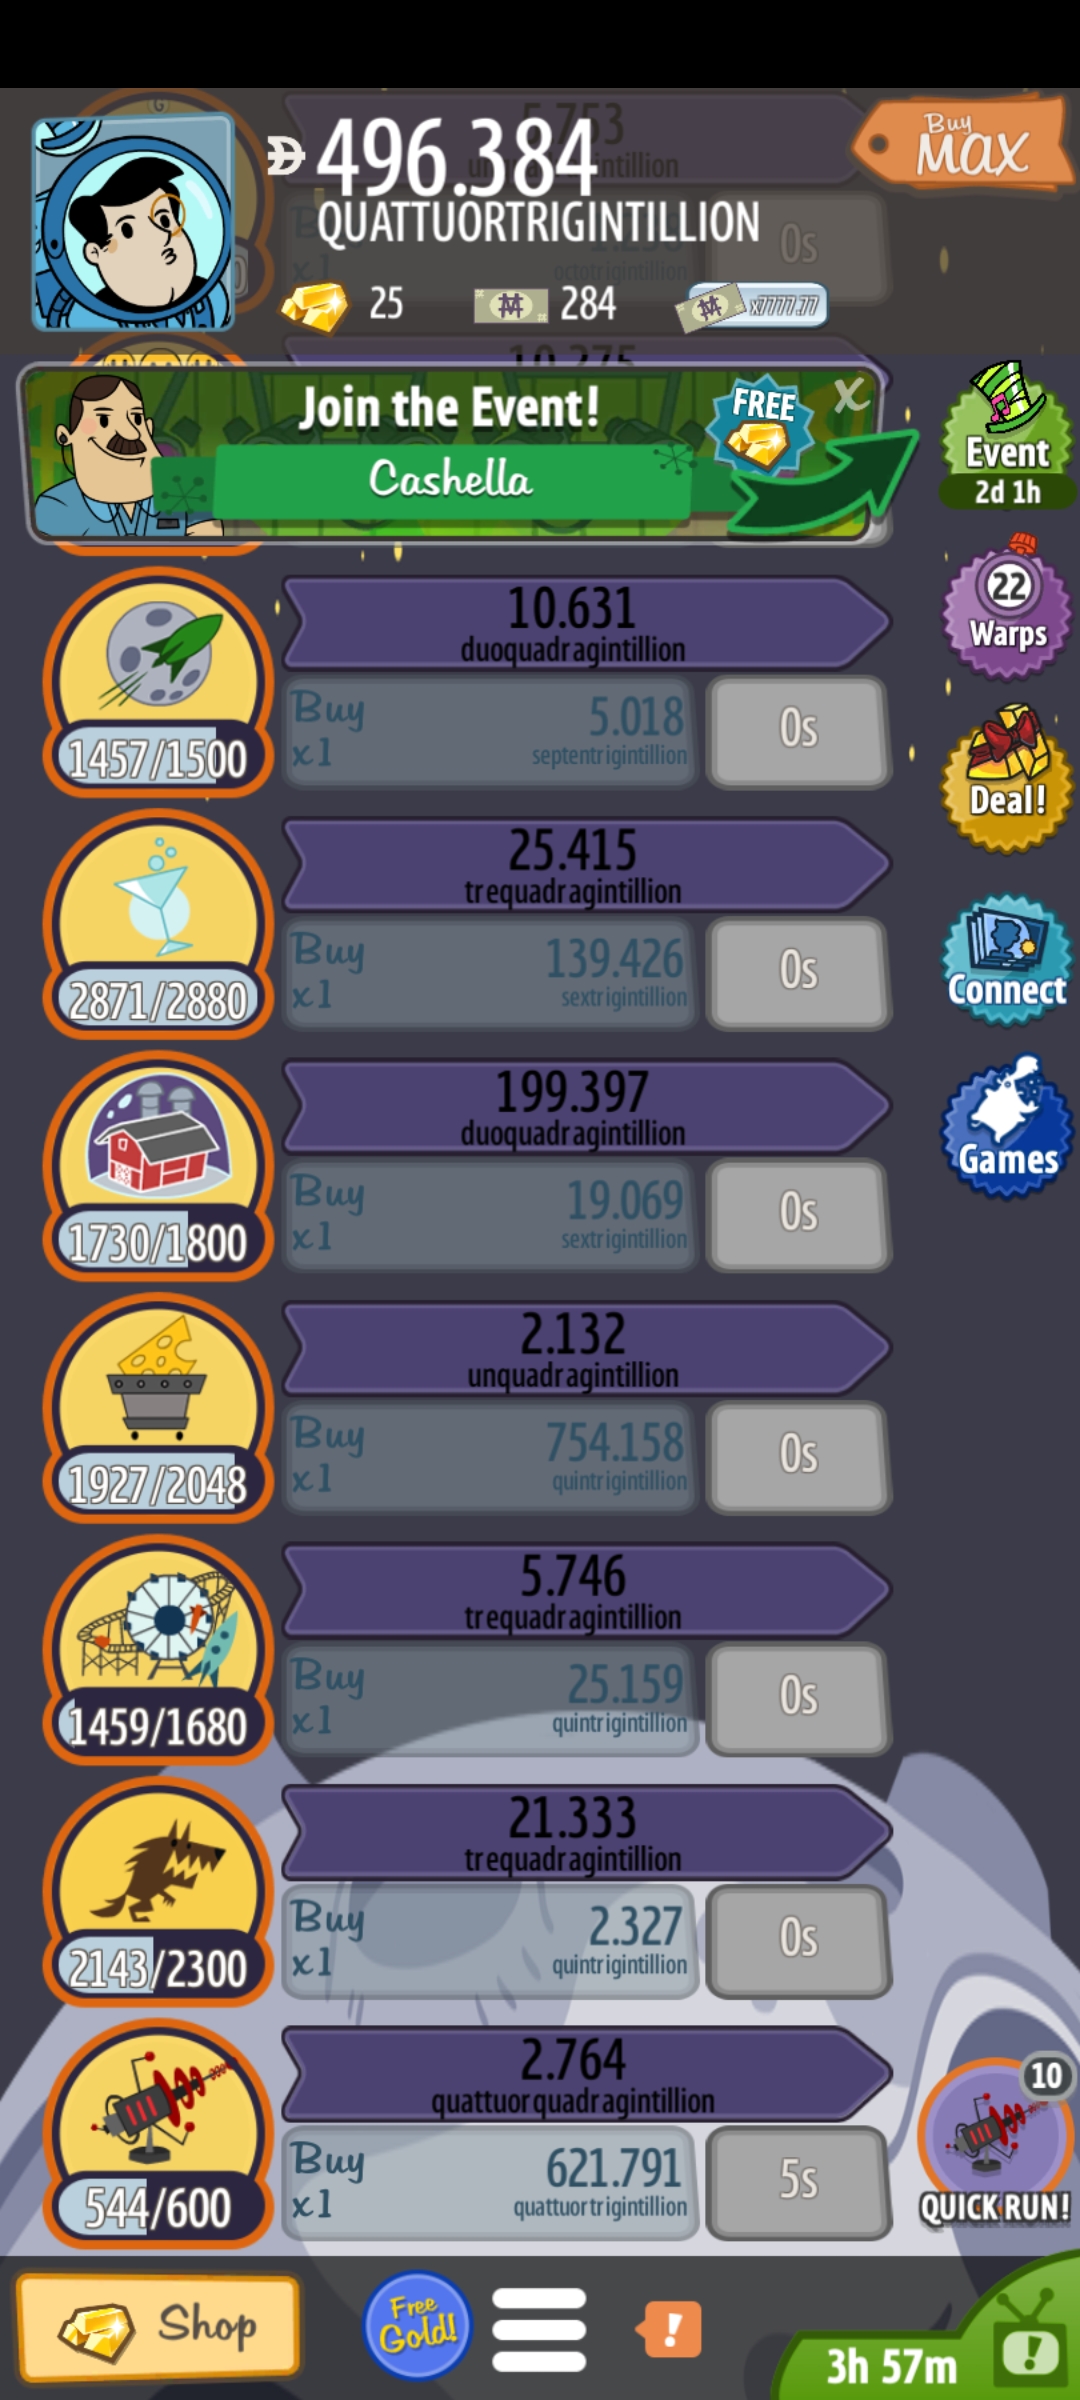 Buy
MAX
496.384
QUATTUORTRIGINTILLION
0s
octotrigintillion
25
284
x7777.77
10.275
Join the Event!
FREE
X
Cashella
Event
2d 1h
10.631
duoquadragintillion
Buy
x1
5.018
septentrigintillion
0s
1457/1500
22
Warps
Deal!
25.415
trequadragintillion
Buy
x1
139.426
sextrigintillion
0s
2871/2880
Connect
199.397
duoquadragintillion
Buy
x1
19.069
sextrigintillion
0s
1730/1800
Games
2.132
unquadragintillion
Buy
x1
754.158
quintrigintillion
0s
1927/2048
5.746
trequadragintillion
Buy
x1
25.159
quintrigintillion
0s
1459/1680
21.333
trequadragintillion
Buy
x1
2.327
quintrigintillion
0s
2143/2300
2.764
quattuorquadragintillion
Buy
x1
621.791
quattuortrigintillion
5s
544/600
10
QUICK RUN!
Shop
Free
Gold!
!
3h 57m
!